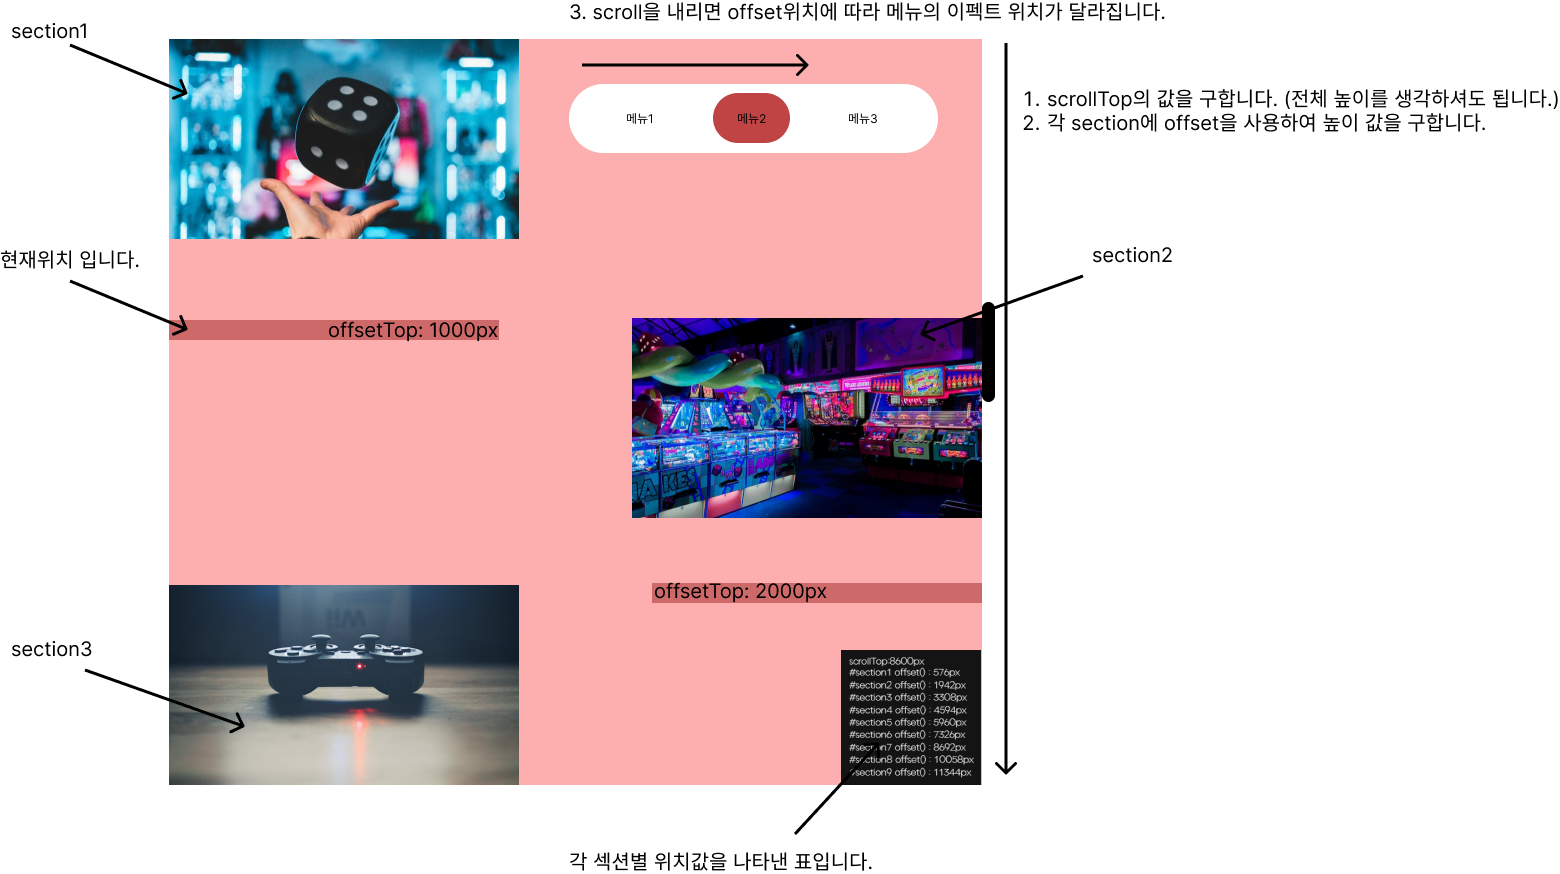 3. scroll을 내리면 offset위치에 따라 메뉴의 이펙트 위치가 달라집니다.
section1
메뉴1
메뉴2
메뉴3
1. scrollTop의 값을 구합니다. (전체 높이를 생각하셔도 됩니다.)
2. 각 section에 offset을 사용하여 높이 값을 구합니다.
현재위치 입니다.
section2
offsetTop: 1000px
AKES
offsetTop: 2000px
Wii
section3
scrollTop:8600px
#section1 offset() : 576px
#section2 offset() : 1942px
#section3 offset() : 3308px
#section4 offset() : 4594px
#section5 offset() : 5960px
#section6 offset() : 7326px
#section7 offset() : 8692px
#section8 offset() : 10058px
#section9 offset() : 11344px
각 섹션별 위치값을 나타낸 표입니다.